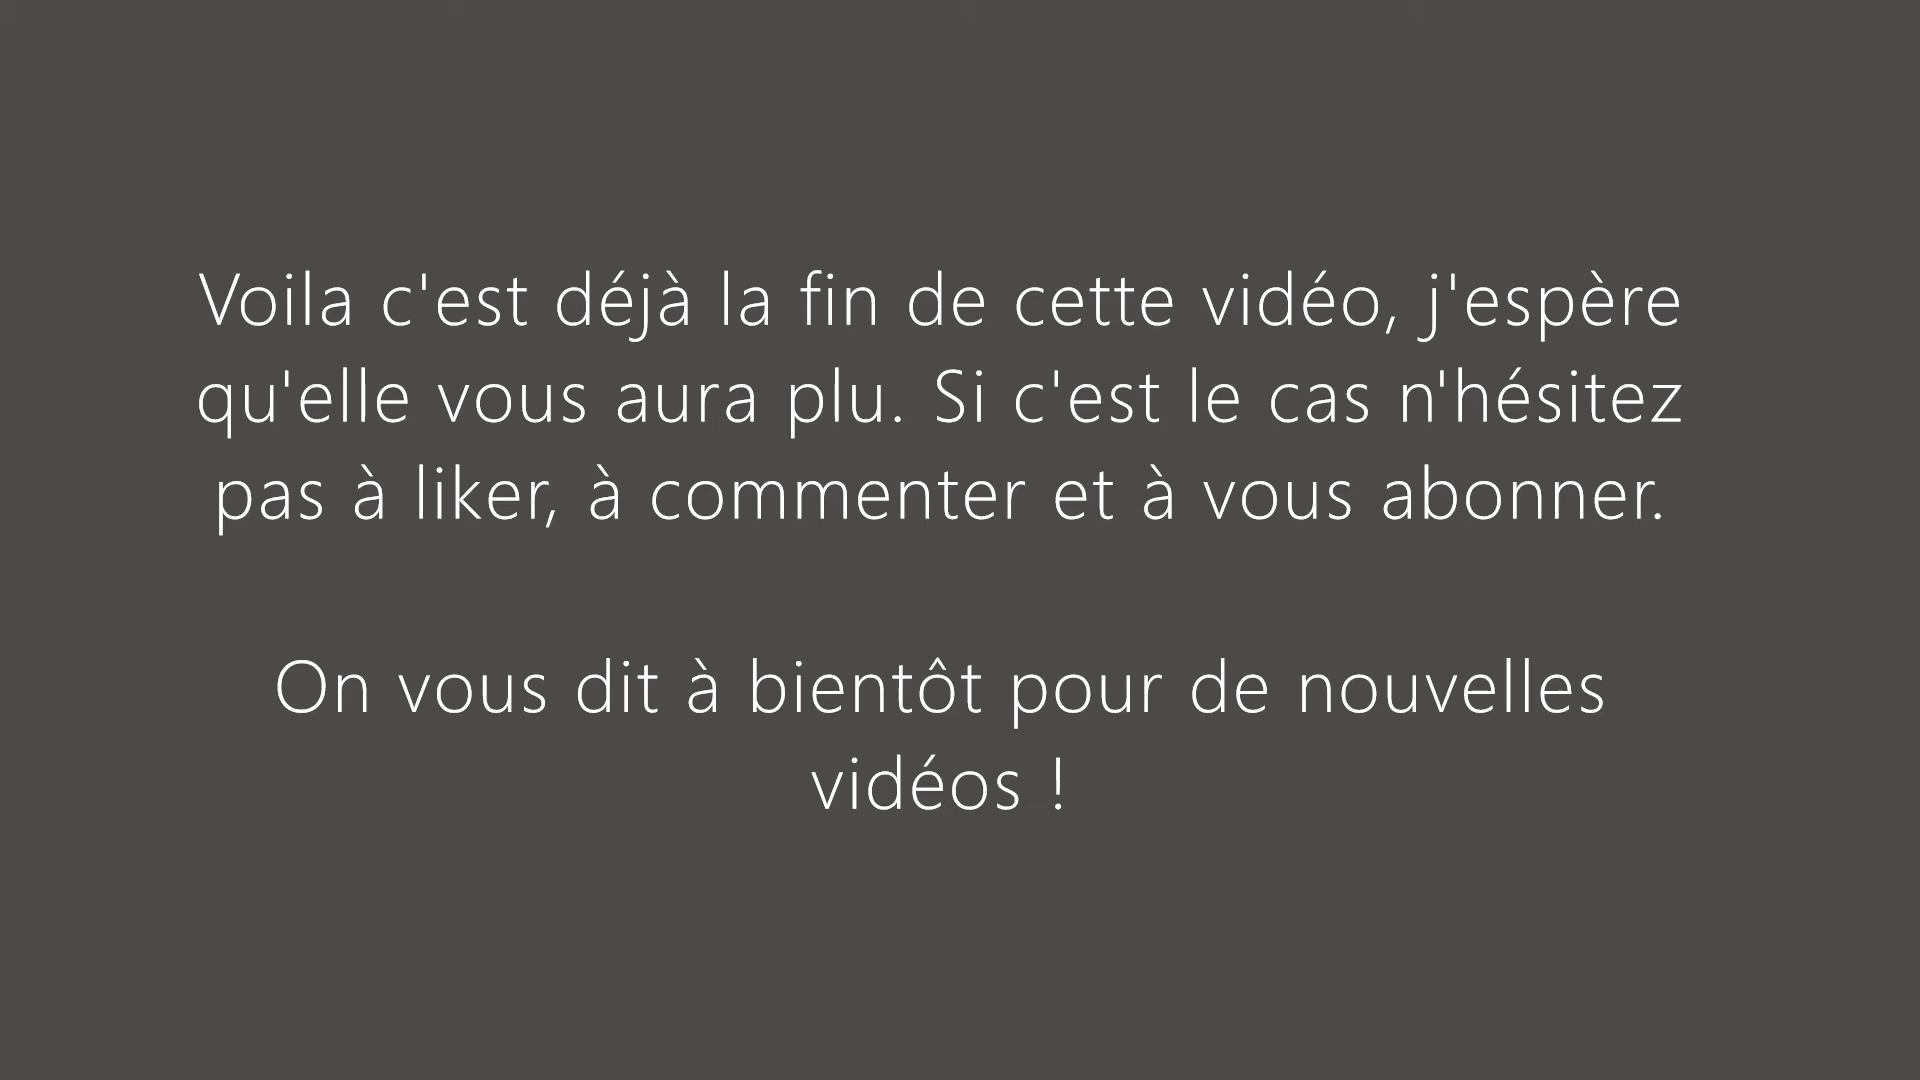 Voila c'est déjà la fin de cette vidéo, j'espère
qu'elle vous aura plu. Si c'est le cas n'hésitez
pas à liker, à commenter et à vous abonner.
On vous dit à bientôt pour de nouvelles
vidéos !